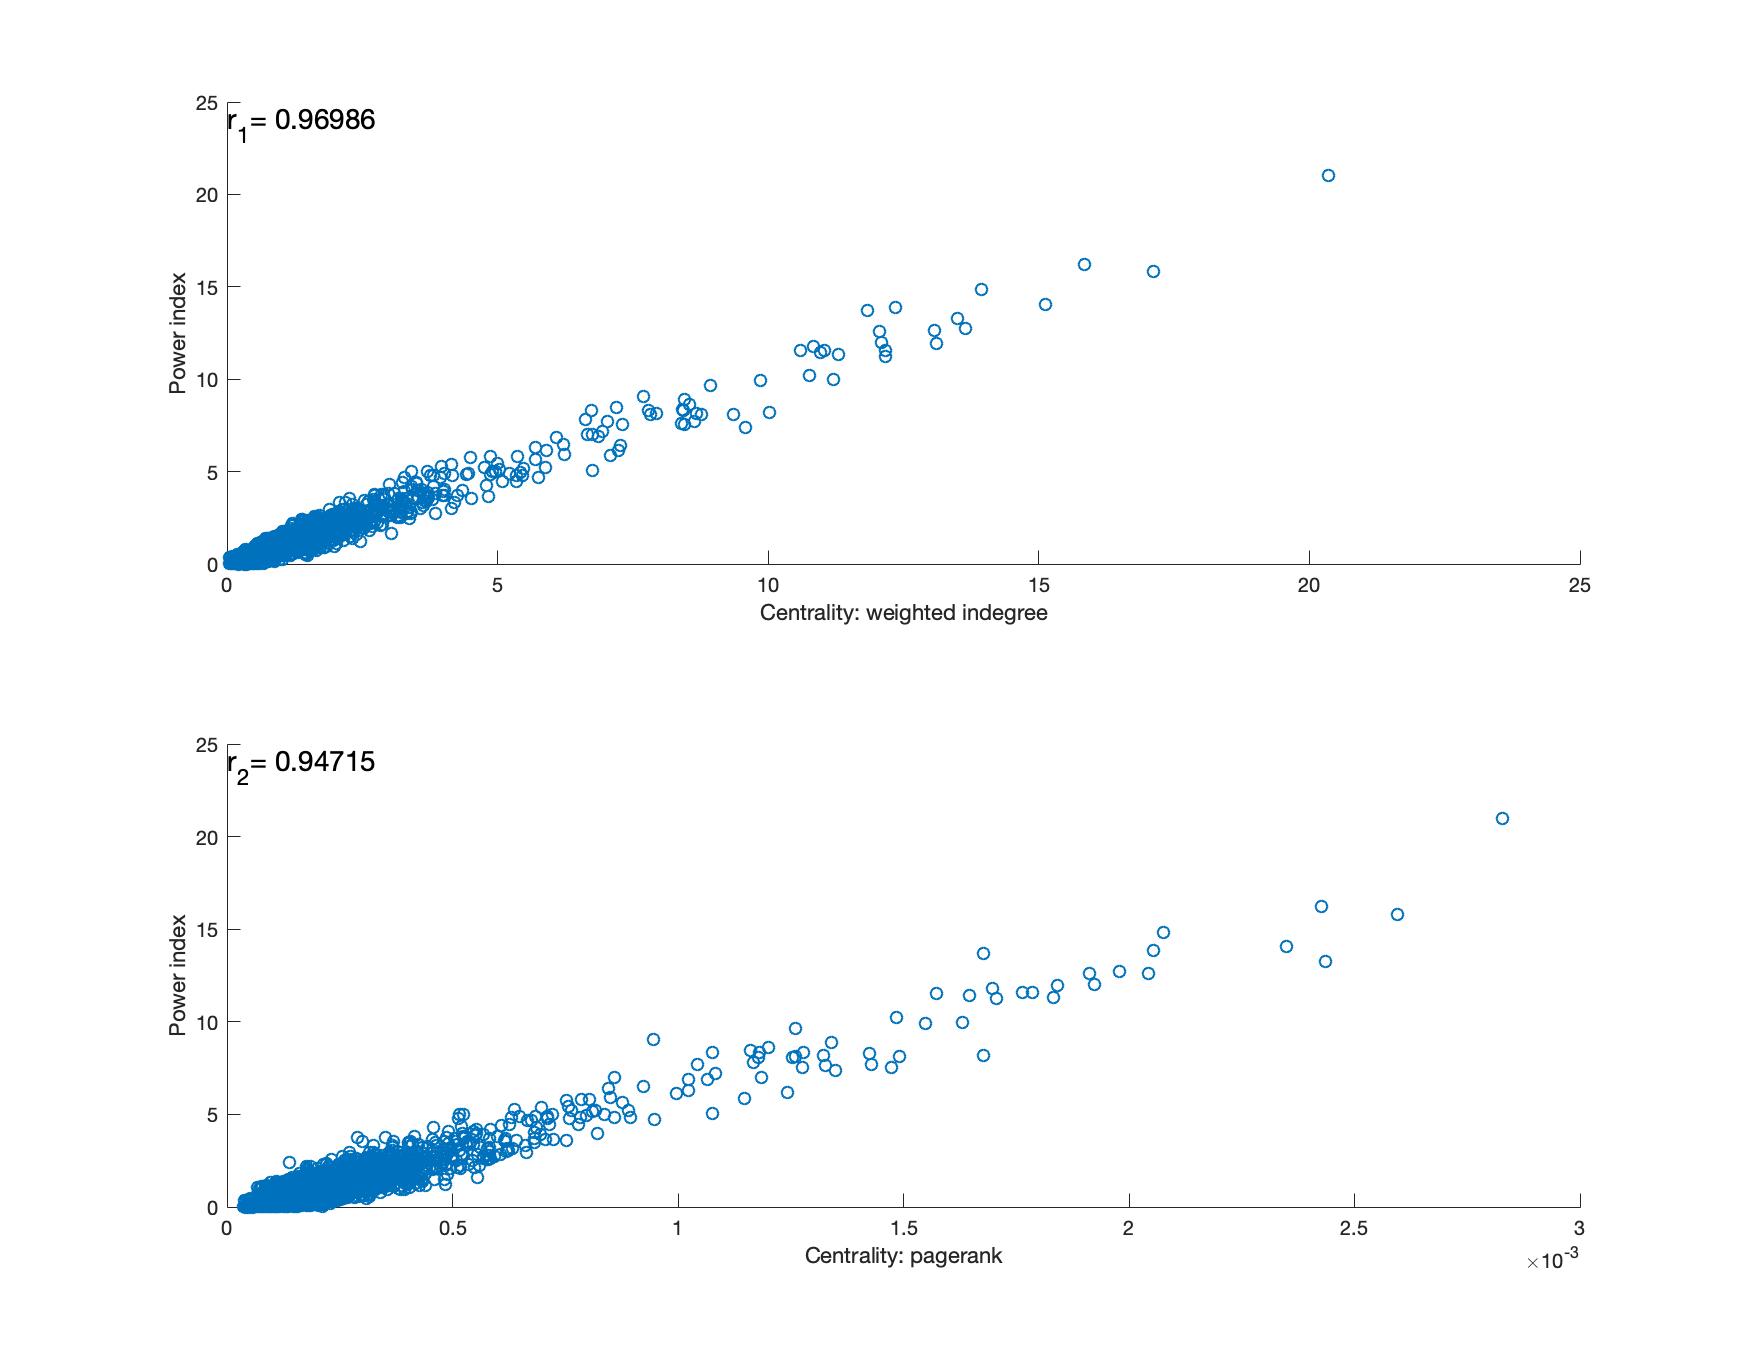 25
r1= 0.96986
20
15
Power index
10
5
0
0 5 10 15 20 25
Centrality: weighted indegree
25
r2= 0.94715
20
15
Power index
10
5
0
0 0.5 1 1.5 2 2.5 3
Centrality: pagerank
×10-3